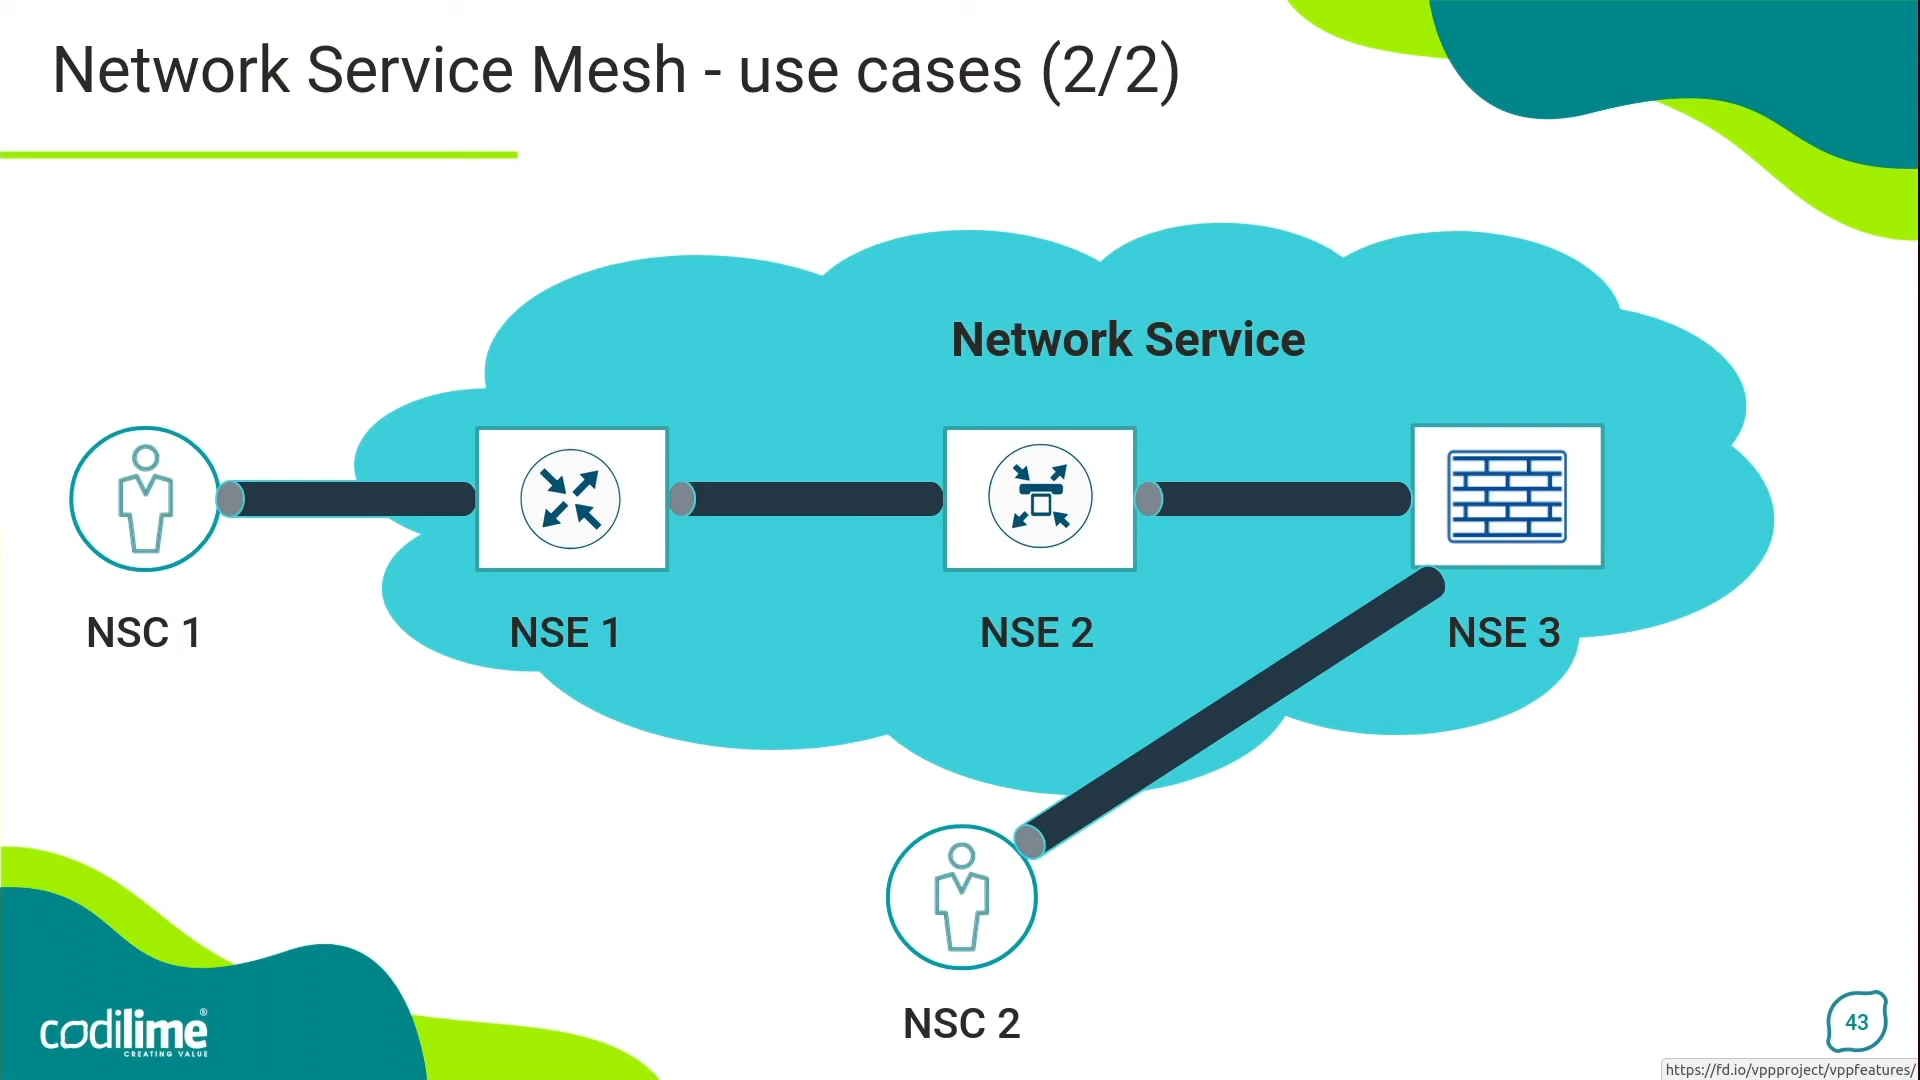 Network Service Mesh - use cases (2/2)
Network Service
NSC 1
NSE 1
NSE 2
NSE 3
NSC 2
codilime®
CREATING VALUE
43
https://fd.io/vppproject/vppfeatures/